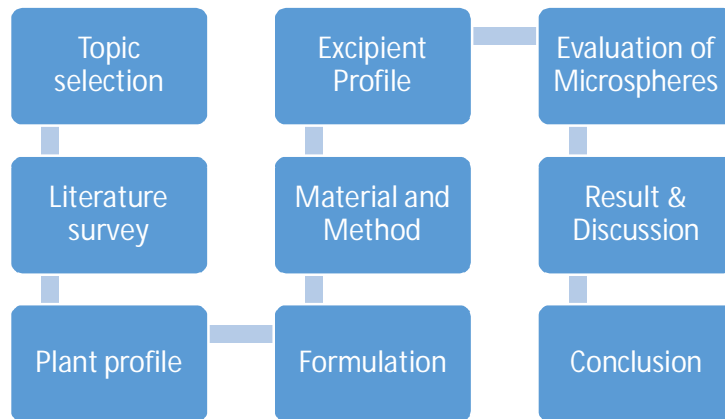 Topic
selection
Literature
survey
Plant profile
Formulation
Material and
Method
Excipient
Profile
Evaluation of
Microspheres
Result &
Discussion
Conclusion